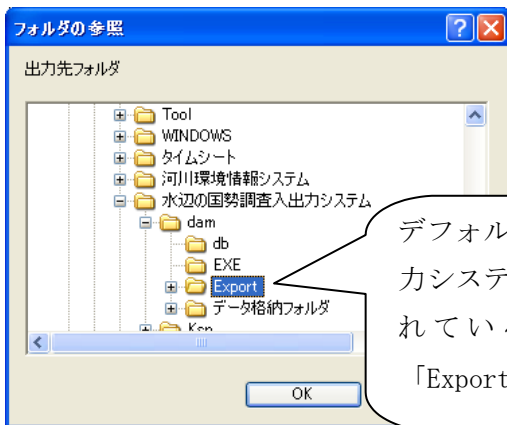 フォルダの参照
出力先フォルダ
Tool
WINDOWS
タイムシート
河川環境情報システム
水辺の国勢調査入出力システム
dam
db
EXE
Export
データ格納フォルダ
Ksn
OK
デフォル
力システ
れてい
「Export